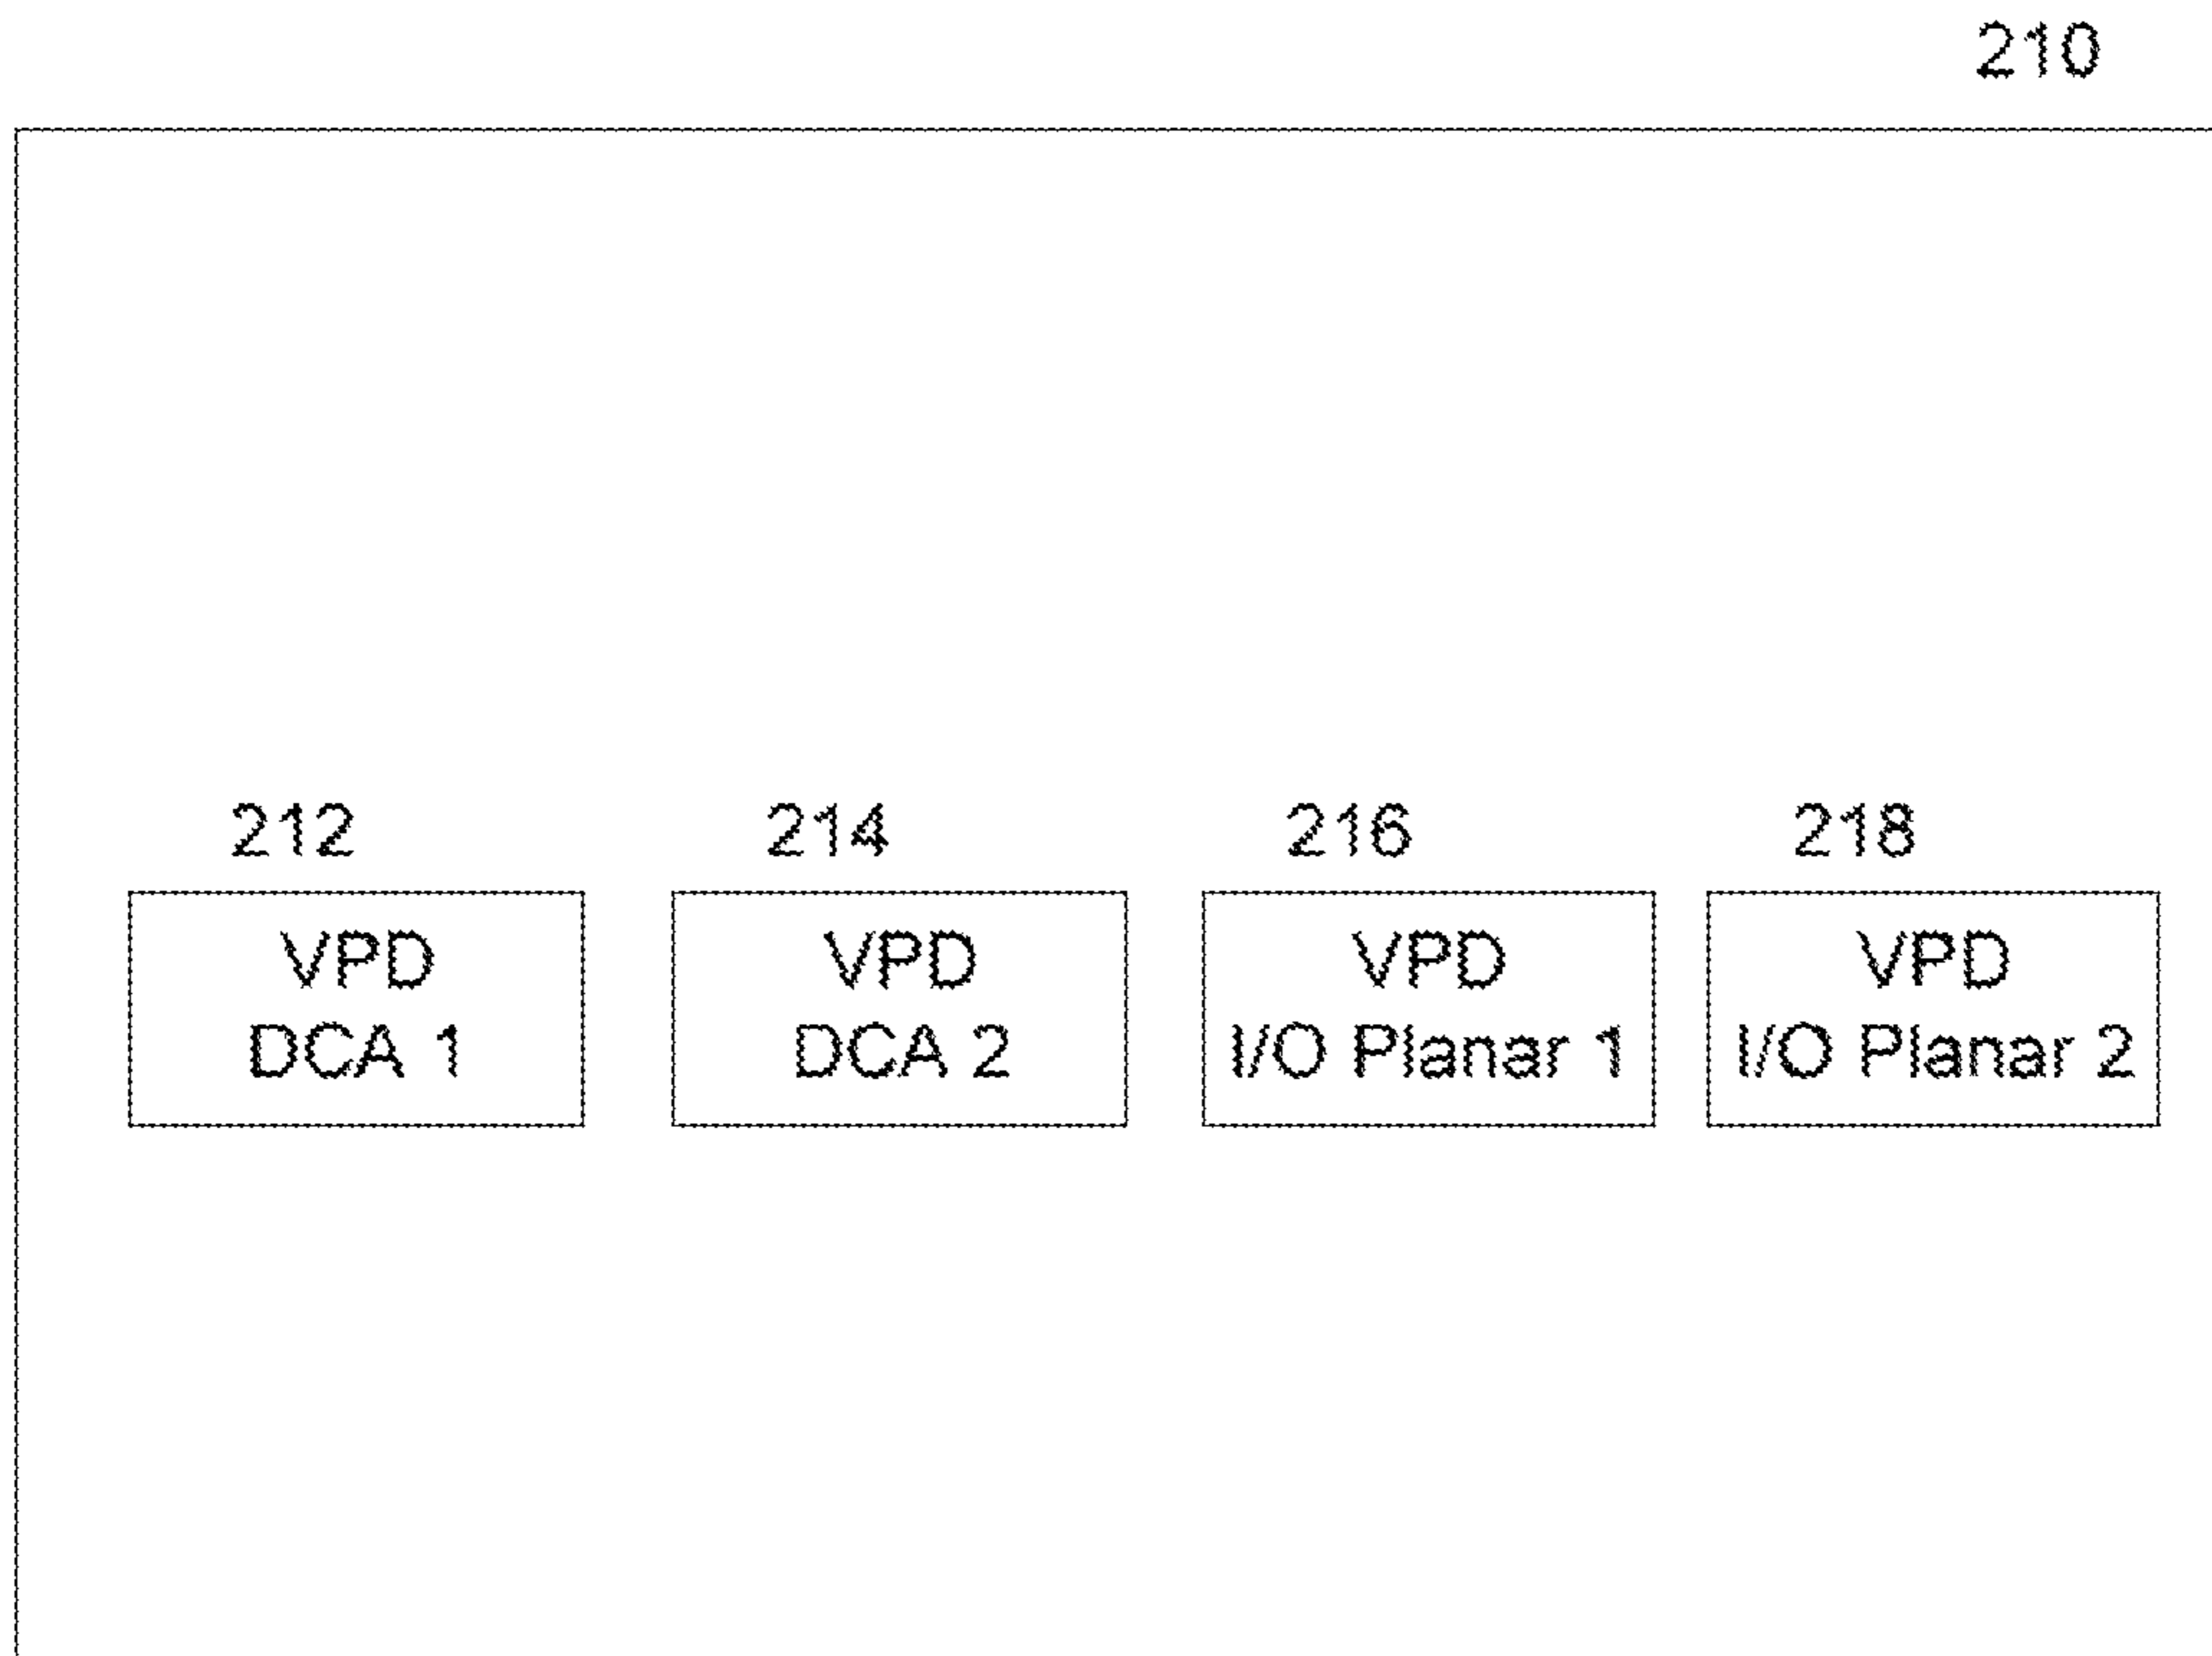 210
212
214
216
218
VPD
DCA 1
VPD
DCA 2
VPD
I/O Planar 1
VPD
I/O Planar 2